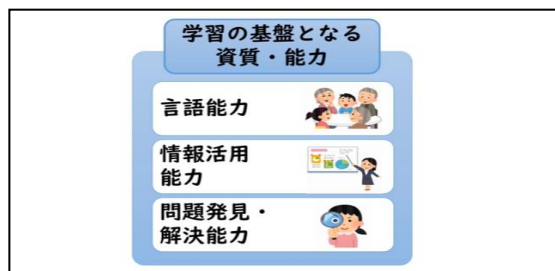 学習の基盤となる
資質・能力
言語能力
情報活用
能力
問題発見・
解決能力